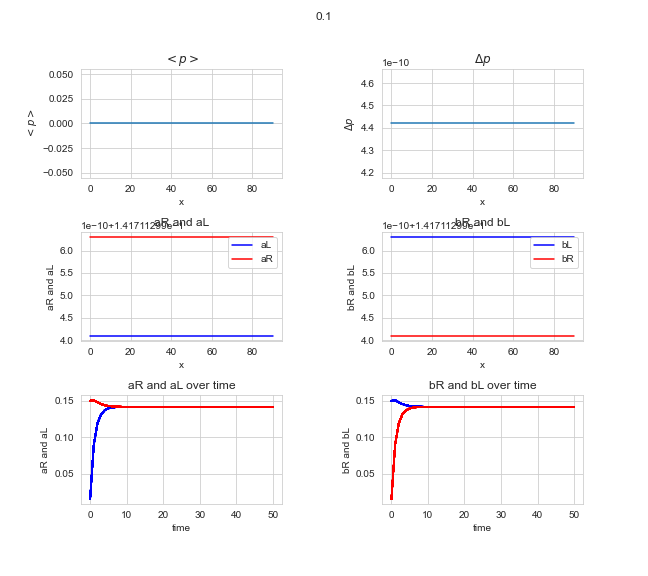 0.1
< p >
Δp
0.050
0.025
0.000
−0.025
−0.050
< p >
0 20 40 60 80
x
1e−10
4.6
4.5
4.4
4.3
4.2
Δp
0 20 40 60 80
x
aR and aL
1e−10+1.41711299e−1
6.0
5.5
5.0
4.5
4.0
aR and aL
aL
aR
0 20 40 60 80
x
bR and bL
1e−10+1.41711299e−1
6.0
5.5
5.0
4.5
4.0
bR and bL
bL
bR
0 20 40 60 80
x
aR and aL over time
0.15
0.10
0.05
aR and aL
0 10 20 30 40 50
time
bR and bL over time
0.15
0.10
0.05
bR and bL
0 10 20 30 40 50
time